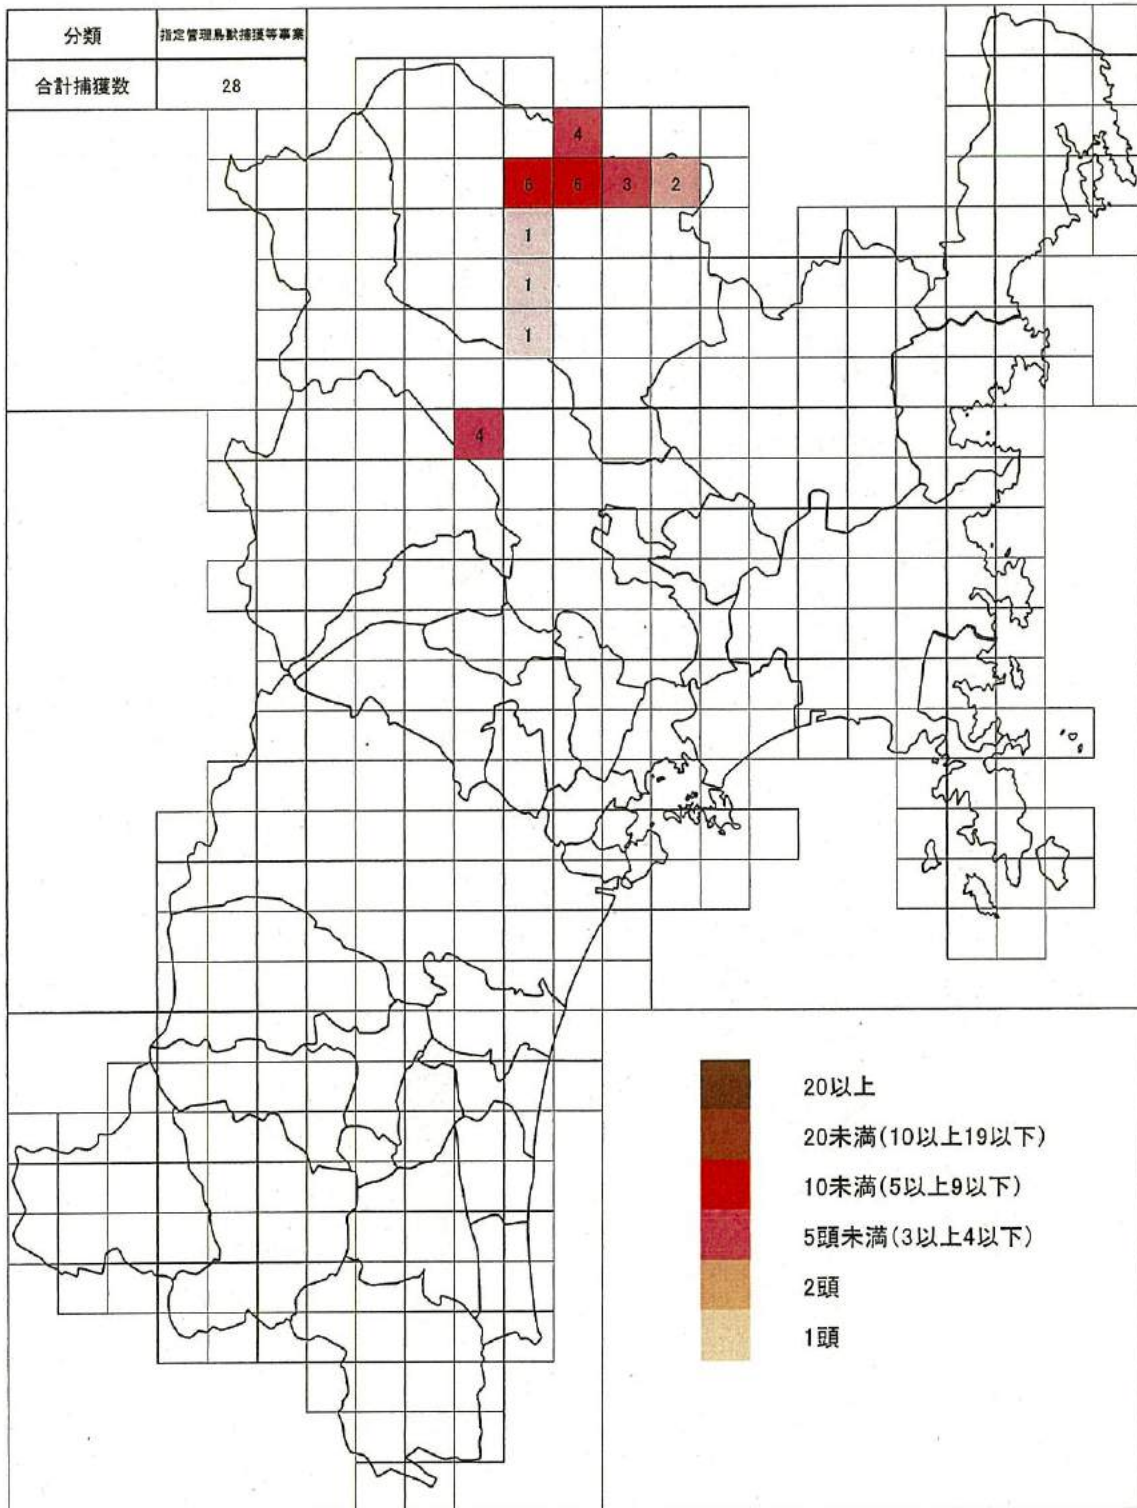 分類 指定管理鳥獣捕獲等事業
合計捕獲数 28
4
6 6 3 2
1
1
1
4
20以上
20未満(10以上19以下)
10未満(5以上9以下)
5頭未満(3以上4以下)
2頭
1頭